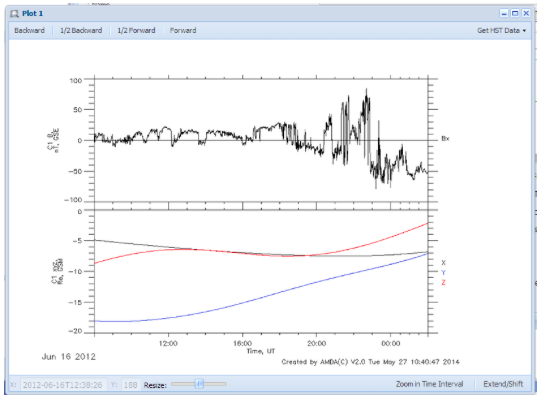 Plot 1
Backward 1/2 Backward 1/2 Forward Forward Get HST Data
100
50
0
−50
−100
C1 B,
nT, GSE
Bx
0
−5
−10
−15
−20
C1 xyz,
Re, GSM
X
Y
Z
12:00 16:00 20:00 00:00
Time, UT
Jun 16 2012
Created by AMDA(C) V2.0 Tue May 27 10:40:47 2014
X: 2012-06-16T12:38:26 Y: 188 Resize: Zoom in Time Interval Extend/Shift